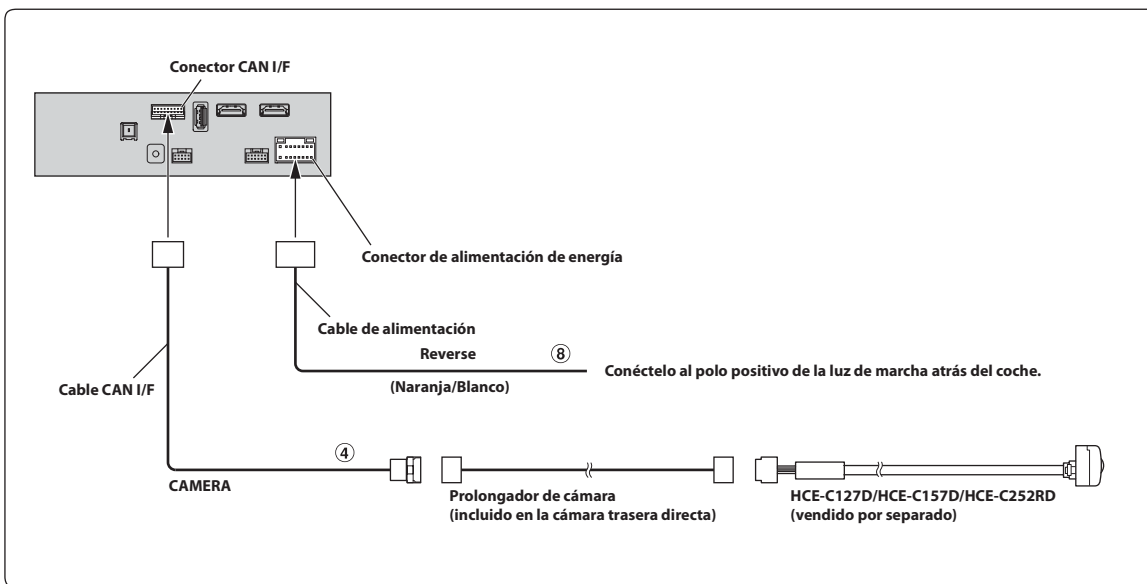 Conector CAN I/F
Conector de alimentación de energía
Cable de alimentación
Reverse
⑧
(Naranja/Blanco)
Conéctelo al polo positivo de la luz de marcha atrás del coche.
Cable CAN I/F
④
CAMERA
Prolongador de cámara
(incluido en la cámara trasera directa)
HCE-C127D/HCE-C157D/HCE-C252RD
(vendido por separado)